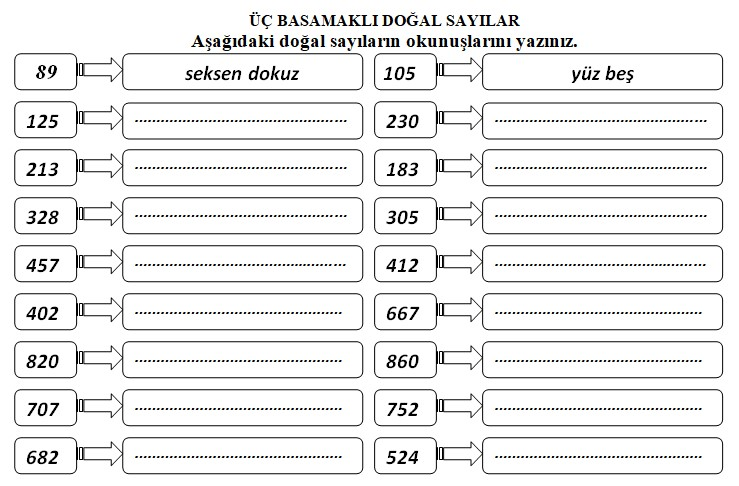 ÜÇ BASAMAKLI DOĞAL SAYILAR
Aşağıdaki doğal sayıların okunuşlarını yazınız.
89 seksen dokuz 105 yüz beş
125 ........................................ 230 ........................................
213 ........................................ 183 ........................................
328 ........................................ 305 ........................................
457 ........................................ 412 ........................................
402 ........................................ 667 ........................................
820 ........................................ 860 ........................................
707 ........................................ 752 ........................................
682 ........................................ 524 ........................................